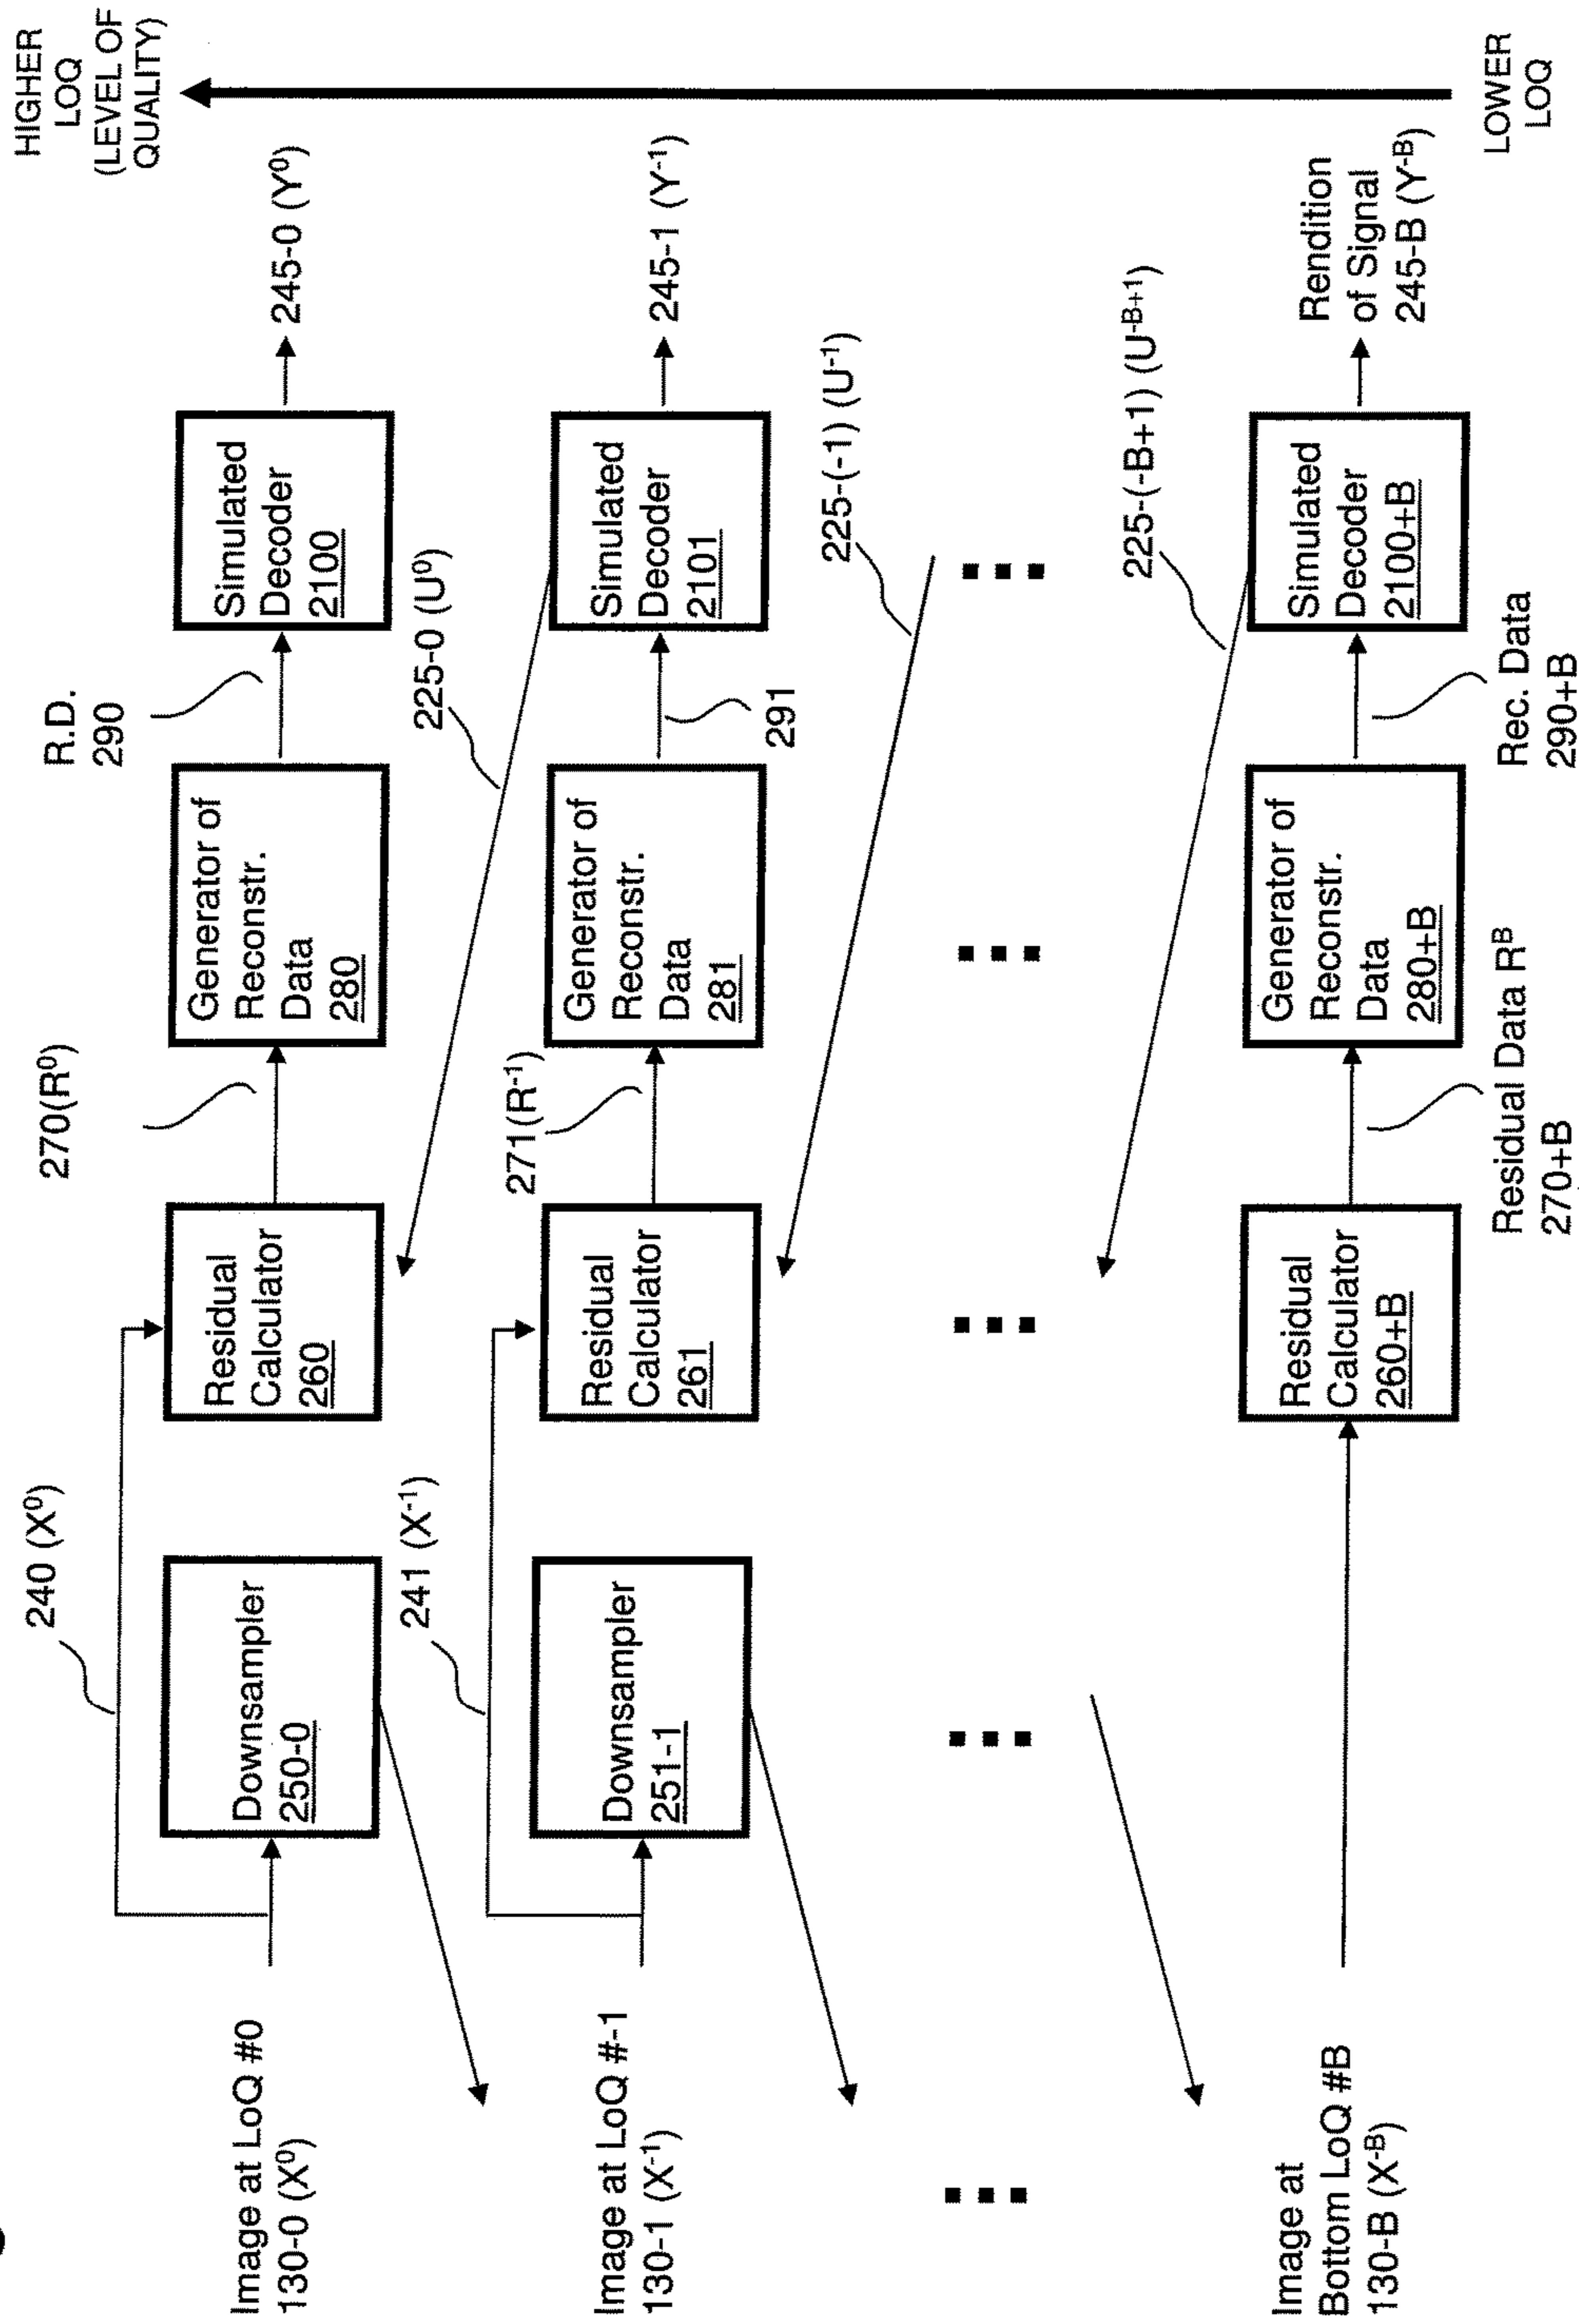 HIGHER
LOQ
(LEVEL OF
QUALITY)
240 (X⁰)
270(R⁰)
R.D.
290
Image at LoQ #0
130-0 (X⁰)
Downsampler
250-0
Residual
Calculator
260
Generator of
Reconstr.
Data
280
Simulated
Decoder
2100
245-0 (Y⁰)
225-0 (U⁰)
241 (X⁻¹)
271(R⁻¹)
291
Image at LoQ #-1
130-1 (X⁻¹)
Downsampler
251-1
Residual
Calculator
261
Generator of
Reconstr.
Data
281
Simulated
Decoder
2101
245-1 (Y⁻¹)
225-(-1) (U⁻¹)
225-(-B+1) (U⁻ᴮ⁺¹)
Image at
Bottom LoQ #B
130-B (X⁻ᴮ)
Residual
Calculator
260+B
Residual Data Rᴮ
270+B
Generator of
Reconstr.
Data
280+B
Rec. Data
290+B
Simulated
Decoder
2100+B
Rendition
of Signal
245-B (Y⁻ᴮ)
LOWER
LOQ